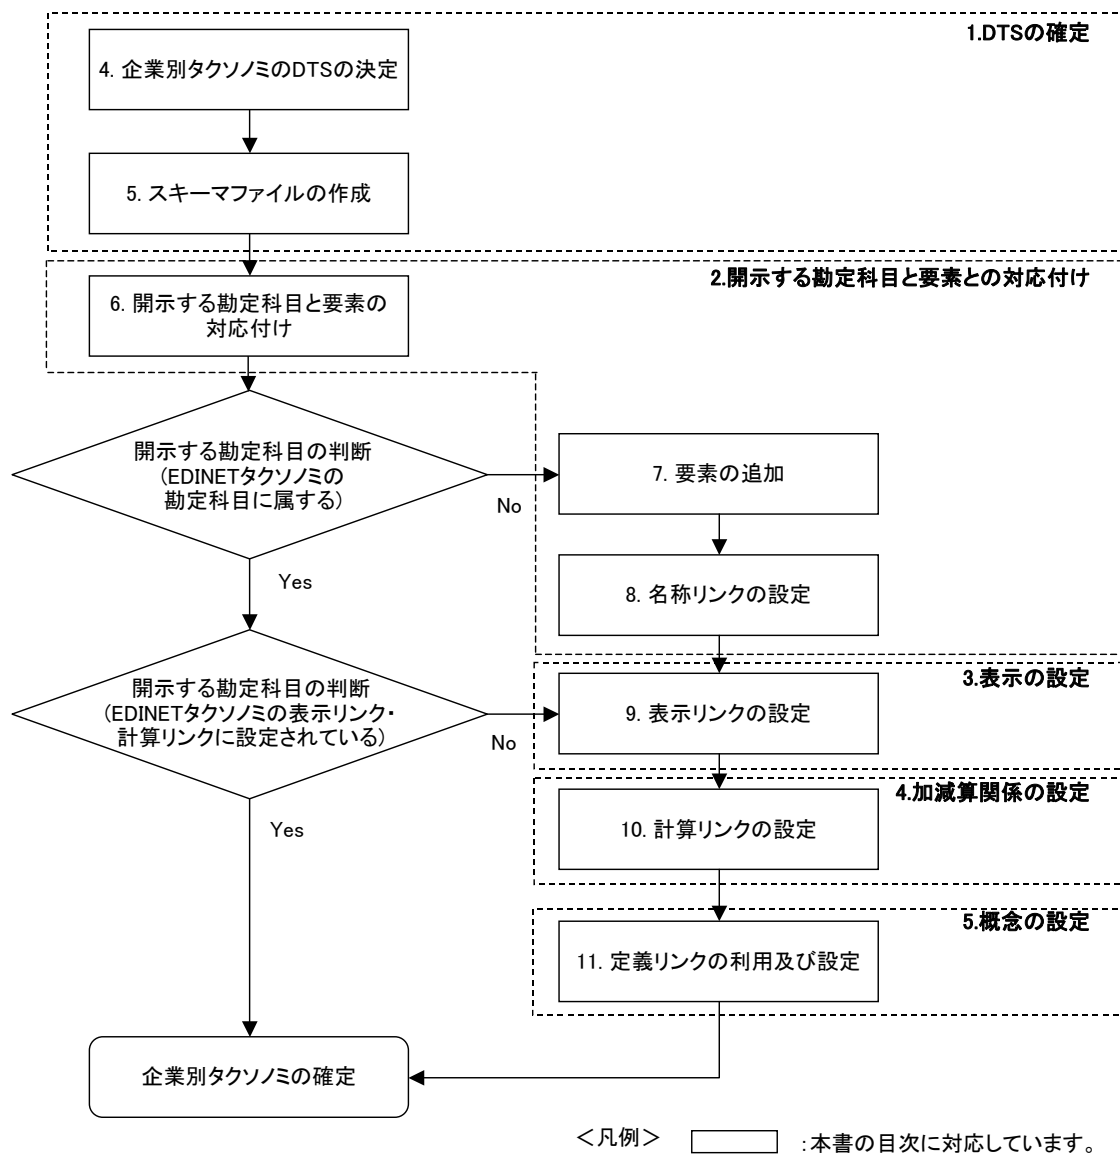 1.DTSの確定
4. 企業別タクソノミのDTSの決定
5. スキーマファイルの作成
2.開示する勘定科目と要素との対応付け
6. 開示する勘定科目と要素の
対応付け
開示する勘定科目の判断
(EDINETタクソノミの
勘定科目に属する)
No
Yes
7. 要素の追加
8. 名称リンクの設定
開示する勘定科目の判断
(EDINETタクソノミの表示リンク・
計算リンクに設定されている)
No
Yes
3.表示の設定
9. 表示リンクの設定
4.加減算関係の設定
10. 計算リンクの設定
5.概念の設定
11. 定義リンクの利用及び設定
企業別タクソノミの確定
＜凡例＞
:本書の目次に対応しています。